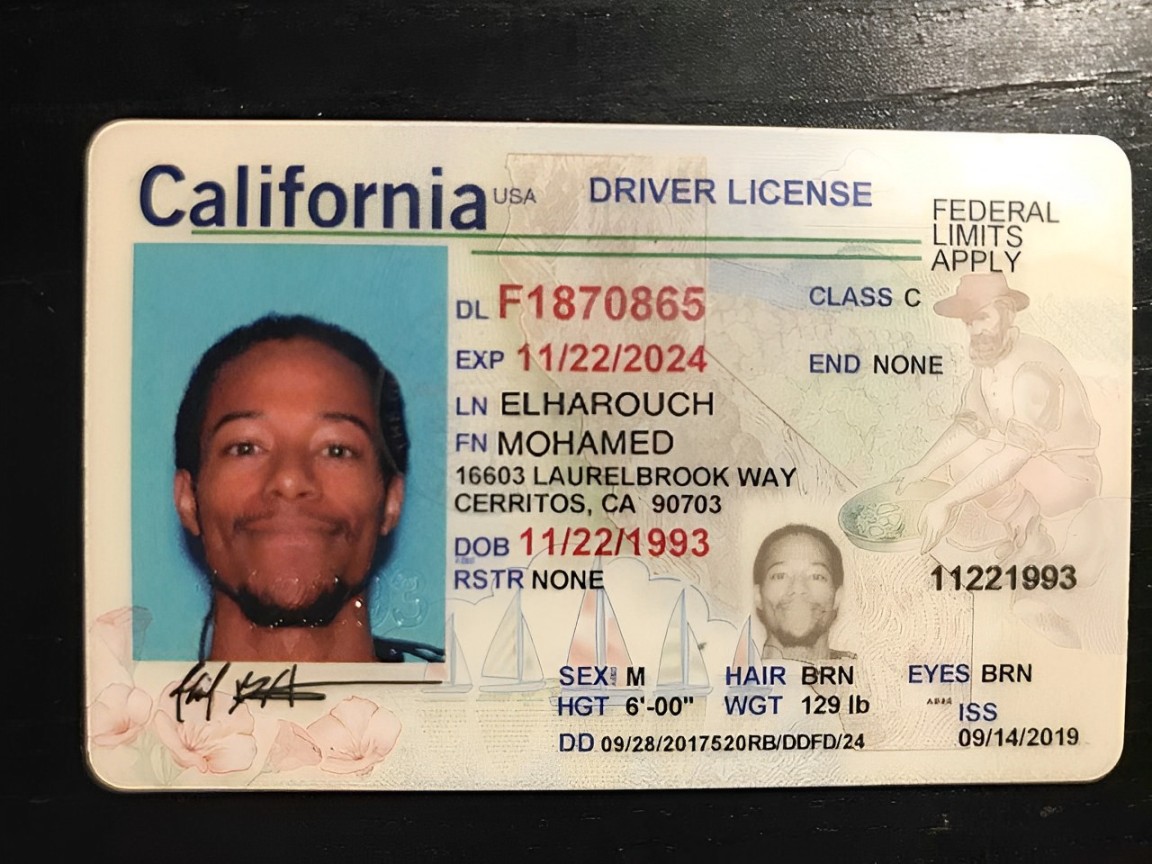 California USA DRIVER LICENSE
FEDERAL
LIMITS
APPLY
DL F1870865
CLASS C
EXP 11/22/2024
END NONE
LN ELHAROUCH
FN MOHAMED
16603 LAURELBROOK WAY
CERRITOS, CA 90703
DOB 11/22/1993
RSTR NONE
11221993
SEX M HAIR BRN EYES BRN
HGT 6'-00" WGT 129 lb
ISS
DD 09/28/2017520RB/DDFD/24
09/14/2019